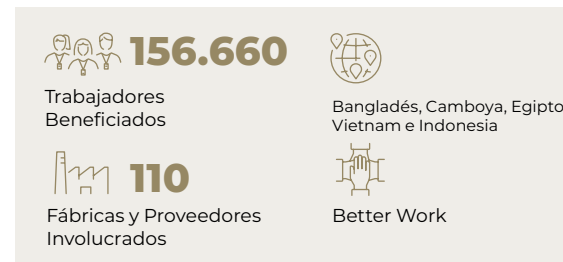 156.660
Trabajadores
Beneficiados
Bangladés, Camboya, Egipto
Vietnam e Indonesia
110
Fábricas y Proveedores
Involucrados
Better Work